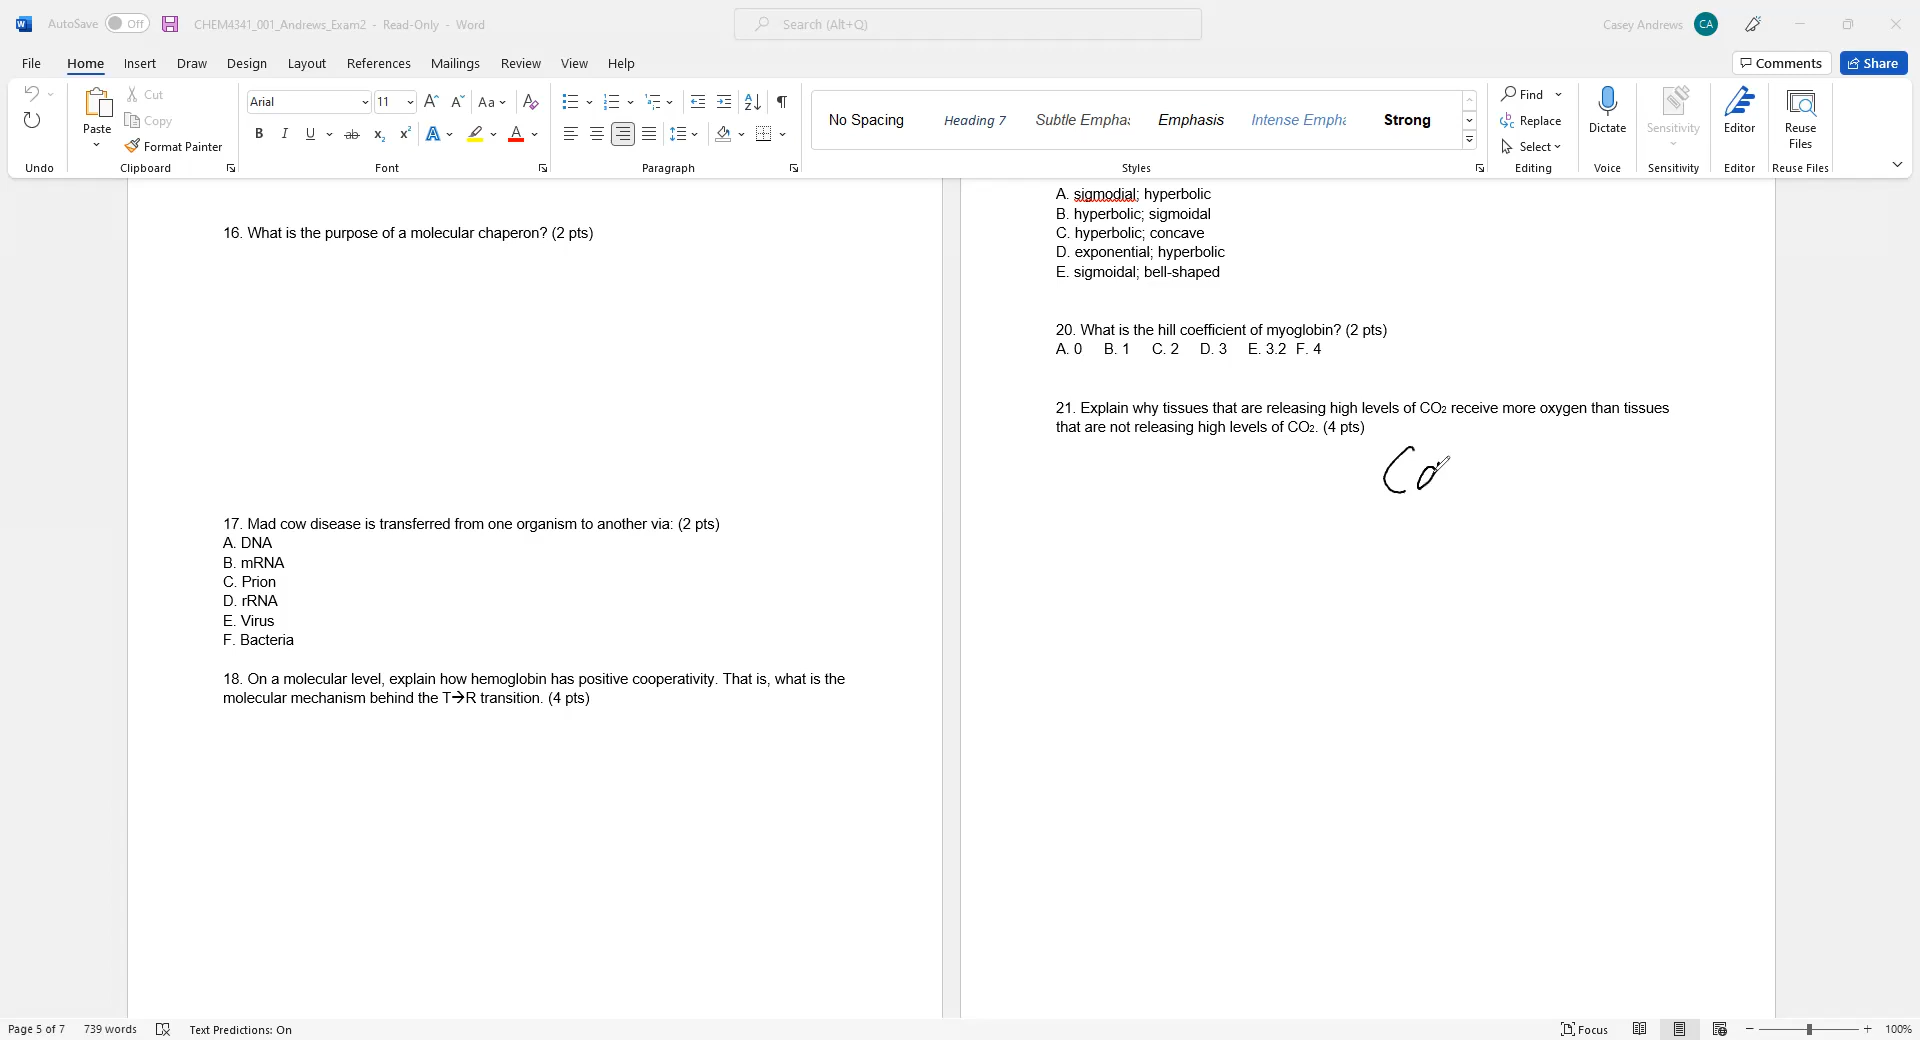 AutoSave Off CHEM4341_001_Andrews_Exam2 - Read-Only - Word Search (Alt+Q) Casey Andrews CA
File Home Insert Draw Design Layout References Mailings Review View Help Comments Share
Paste Cut Copy Format Painter
Arial 11
No Spacing Heading 7 Subtle Emphas Emphasis Intense Empha Strong
Find Replace Select
Dictate Sensitivity Editor Reuse Files
Undo Clipboard Font Paragraph Styles Editing Voice Sensitivity Editor Reuse Files
16. What is the purpose of a molecular chaperon? (2 pts)
17. Mad cow disease is transferred from one organism to another via: (2 pts)
A. DNA
B. mRNA
C. Prion
D. rRNA
E. Virus
F. Bacteria
18. On a molecular level, explain how hemoglobin has positive cooperativity. That is, what is the
molecular mechanism behind the T→R transition. (4 pts)
A. sigmodial; hyperbolic
B. hyperbolic; sigmoidal
C. hyperbolic; concave
D. exponential; hyperbolic
E. sigmoidal; bell-shaped
20. What is the hill coefficient of myoglobin? (2 pts)
A. 0 B. 1 C. 2 D. 3 E. 3.2 F. 4
21. Explain why tissues that are releasing high levels of CO₂ receive more oxygen than tissues
that are not releasing high levels of CO₂. (4 pts)
Page 5 of 7 739 words Text Predictions: On Focus 100%